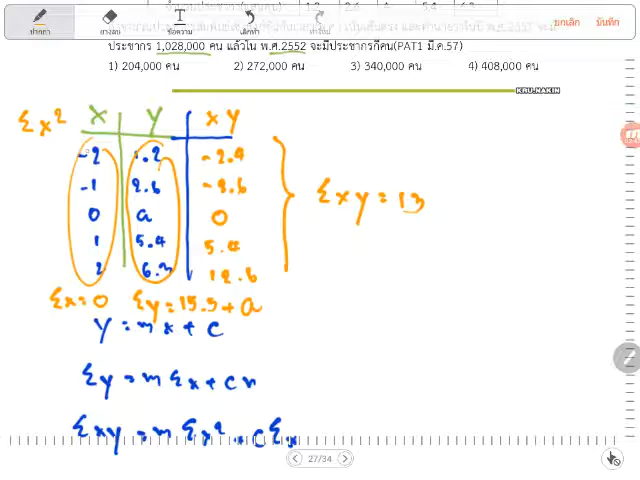 ยกเลิก บันทึก
ปากกา ยางลบ ข้อความ เลิกทำ ทำใหม่
ประชากร 1,028,000 คน แล้วใน พ.ศ.2552 จะมีประชากรกี่คน(PAT1 มี.ค.57)
1) 204,000 คน 2) 272,000 คน 3) 340,000 คน 4) 408,000 คน
KRU.NAKIN
Σx² x y xy
-2 1.2 -2.4
-1 2.6 -2.6
0 a 0
1 5.4 5.4
2 6.3 12.6
Σxy = 13
Σx=0 Σy=15.5+a
y = mx + c
Σy = mΣx + cn
Σxy = mΣx² + cΣx
27/34